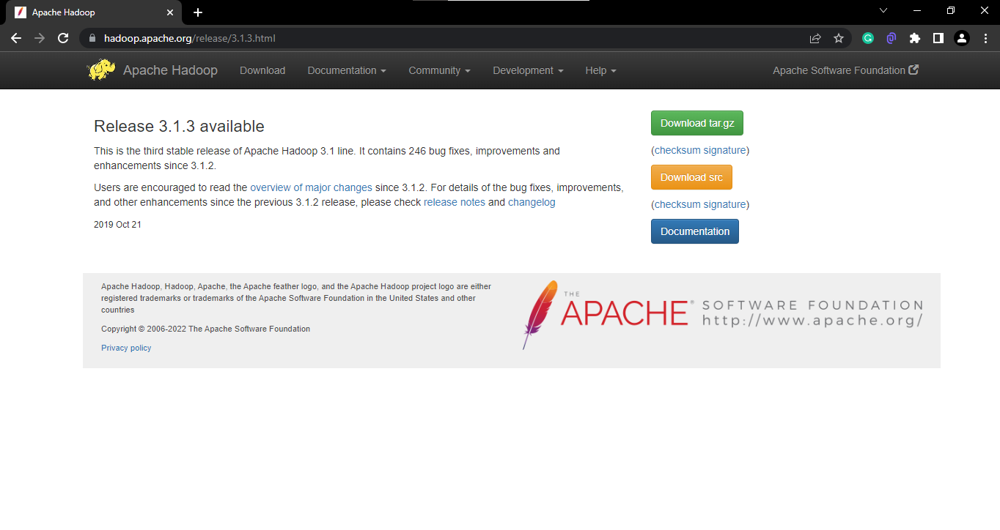 Apache Hadoop
hadoop.apache.org/release/3.1.3.html
Apache Hadoop Download Documentation Community Development Help Apache Software Foundation
Release 3.1.3 available
This is the third stable release of Apache Hadoop 3.1 line. It contains 246 bug fixes, improvements and
enhancements since 3.1.2.
Users are encouraged to read the overview of major changes since 3.1.2. For details of the bug fixes, improvements,
and other enhancements since the previous 3.1.2 release, please check release notes and changelog
2019 Oct 21
Download tar.gz
(checksum signature)
Download src
(checksum signature)
Documentation
Apache Hadoop, Hadoop, Apache, the Apache feather logo, and the Apache Hadoop project logo are either
registered trademarks or trademarks of the Apache Software Foundation in the United States and other
countries
Copyright © 2006-2022 The Apache Software Foundation
Privacy policy
THE
APACHE® SOFTWARE FOUNDATION
http://www.apache.org/